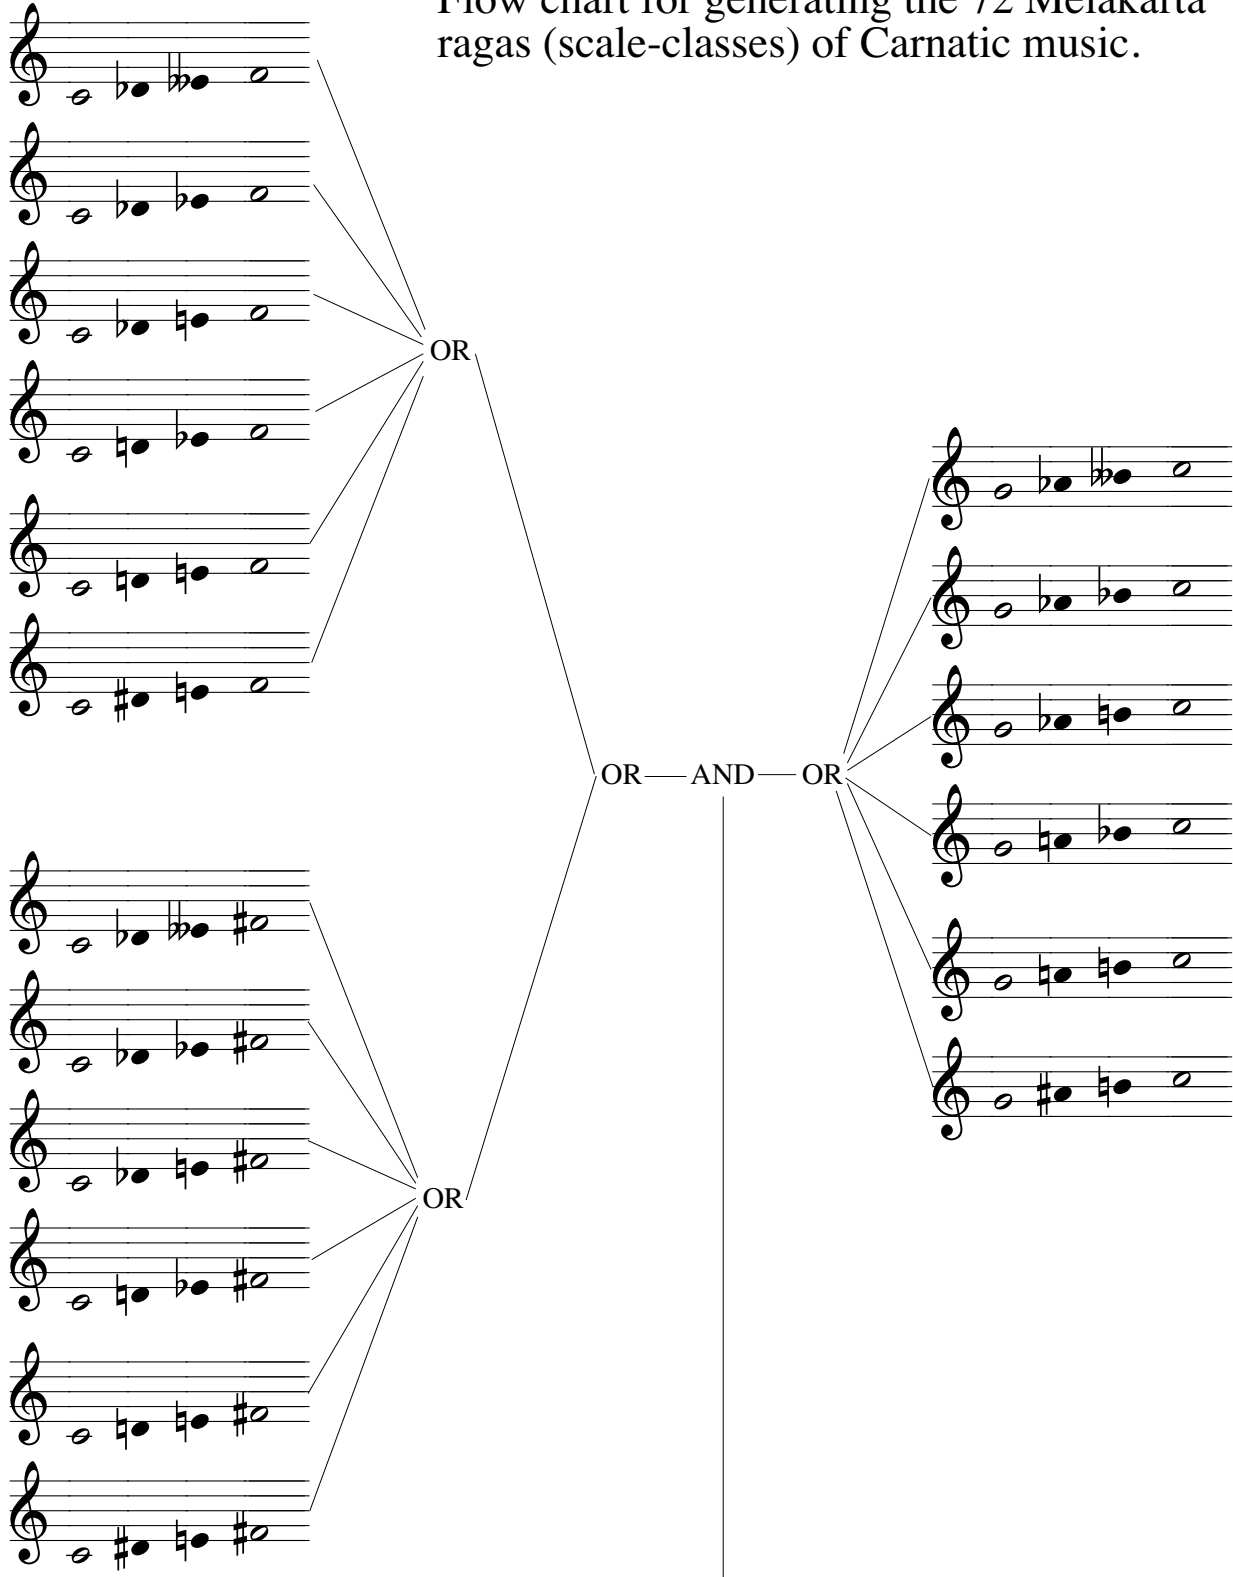 Flow chart for generating the 72 Melakarta
ragas (scale-classes) of Carnatic music.
OR
OR AND OR
OR